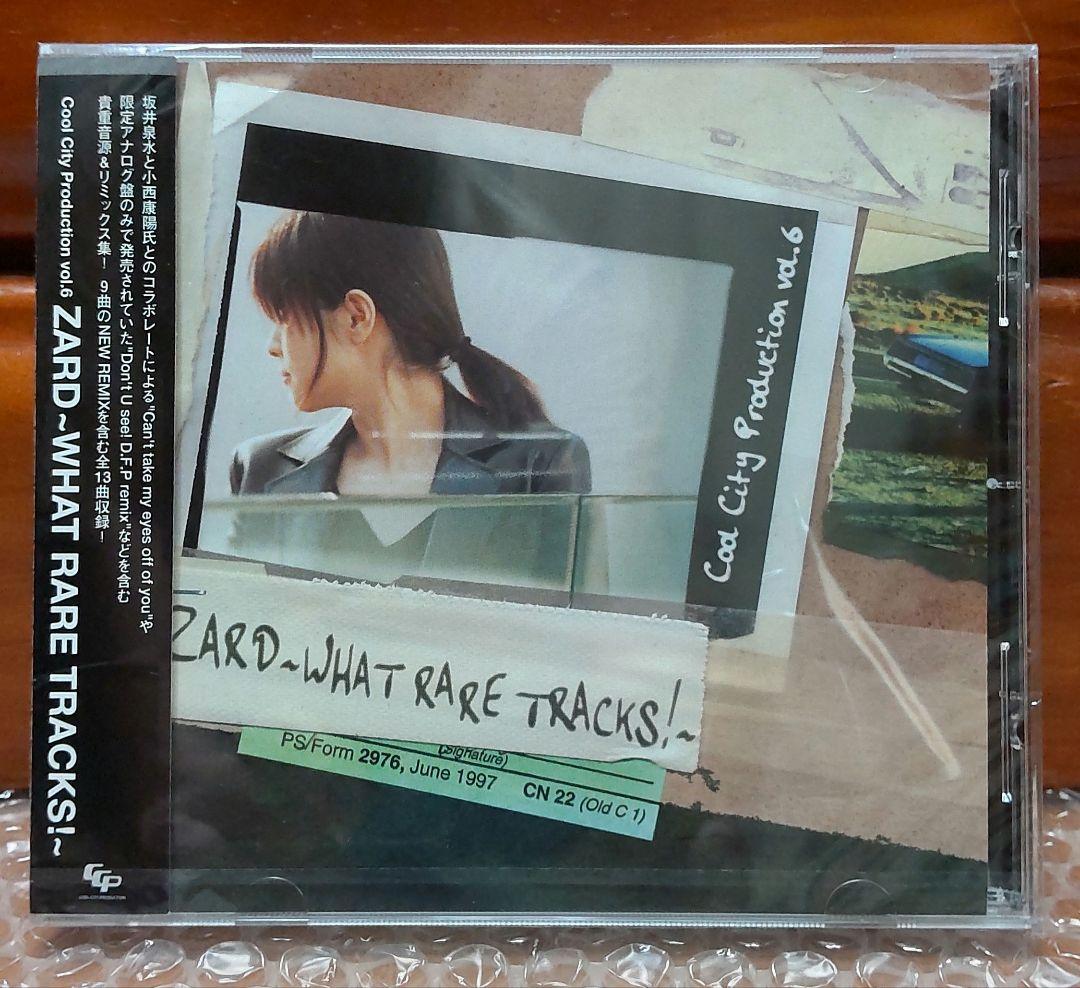 坂井泉水と小西康陽氏とのコラボレートによる"Can't take my eyes off of you"や
限定アナログ盤のみで発売されていた"Don't U see! D.F.P remix"などを含む
貴重音源&リミックス集! 9曲のNEW REMIXを含む全13曲収録!
Cool City Production vol.6 ZARD~WHAT RARE TRACKS!~
CCP
COOL CITY PRODUCTION
Cool City Production vol.6
ZARD~WHAT RARE TRACKS!~
(Signature)
PS/Form 2976, June 1997 CN 22 (Old C 1)